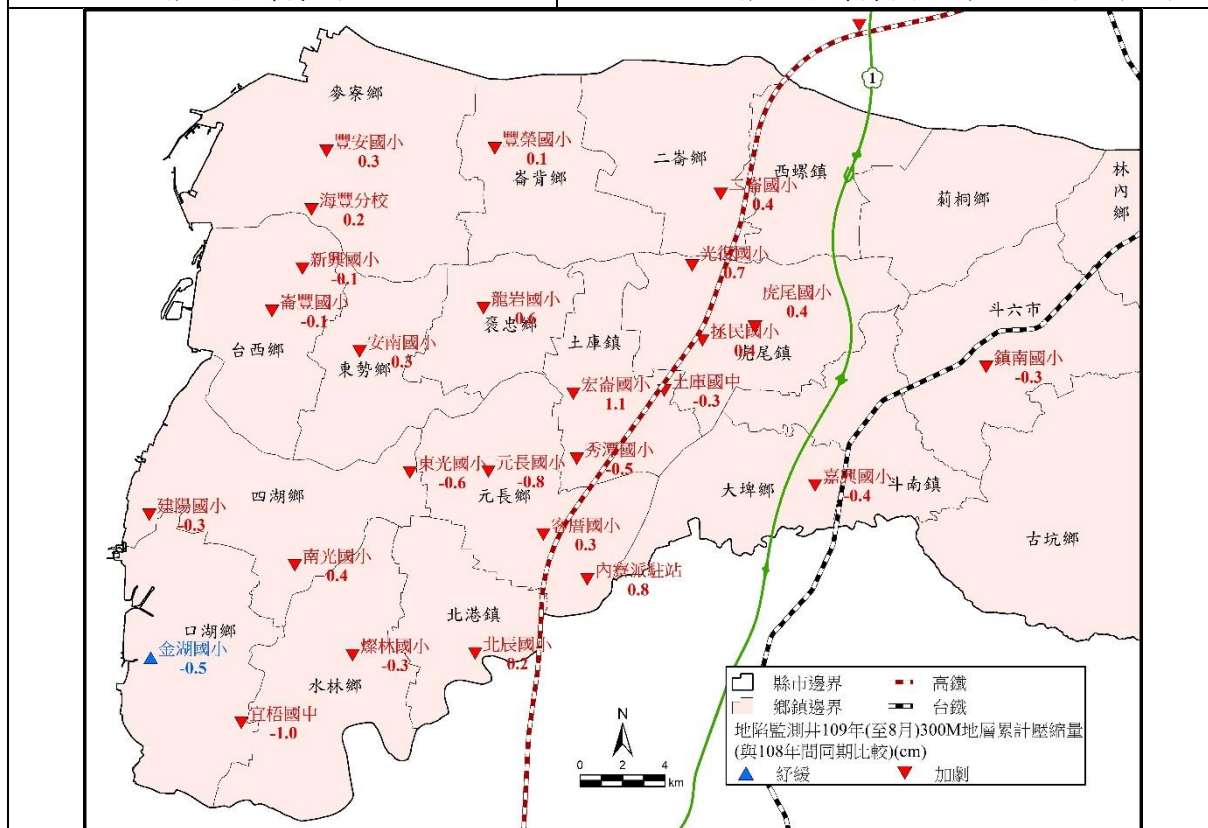 1
麥寮鄉
豐安國小
0.3
豐榮國小
0.1
崙背鄉
二崙鄉
二崙國小
0.4
西螺鎮
莿桐鄉
林內鄉
海豐分校
0.2
新興國小
-0.1
崙豐國小
-0.1
台西鄉
安南國小
0.3
東勢鄉
龍岩國小
0.6
褒忠鄉
土庫鎮
光復國小
0.7
虎尾國小
0.4
拯民國小
虎尾鎮
斗六市
鎮南國小
-0.3
宏崙國小
1.1
土庫國中
-0.3
秀潭國小
-0.5
東光國小
-0.6
元長國小
-0.8
元長鄉
大埤鄉
嘉興國小
-0.4
斗南鎮
古坑鄉
四湖鄉
建陽國小
-0.3
南光國小
0.4
客厝國小
0.3
內寮派駐站
0.8
北港鎮
北辰國小
0.2
口湖鄉
金湖國小
-0.5
燦林國小
-0.3
水林鄉
宜梧國中
-1.0
N
0 2 4
km
縣市邊界 高鐵
鄉鎮邊界 台鐵
地陷監測井109年(至8月)300M地層累計壓縮量
(與108年間同期比較)(cm)
紓緩 加劇